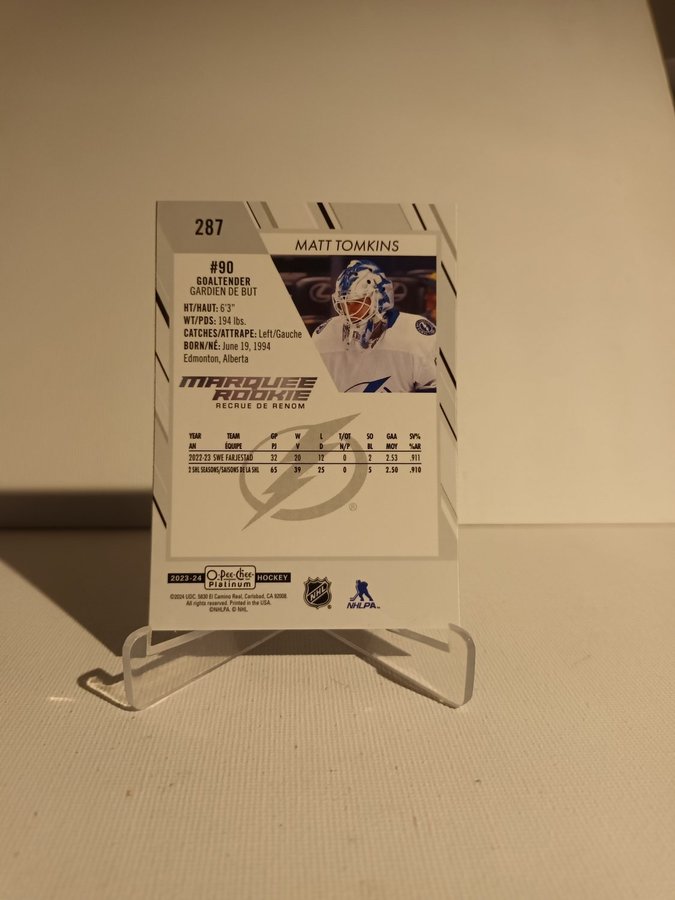 287
MATT TOMKINS
#90
GOALTENDER
GARDIEN DE BUT
HT/HAUT: 6'3"
WT/PDS: 194 lbs.
CATCHES/ATTRAPE: Left/Gauche
BORN/NÉ: June 19, 1994
Edmonton, Alberta
MARQUEE
ROOKIE
RECRUE DE RENOM
YEAR TEAM GP W L T/OT SO GAA SV%
AN ÉQUIPE PJ V D N/P BL MOY %AB
2022-23 SWE FARJESTAD 32 20 12 0 2 2.53 .911
2 SHL SEASONS/SAISONS DE LA SHL 65 39 25 0 5 2.50 .910
®
2023-24 O-Pee-Chee Platinum HOCKEY
©2024 UDC. 5830 El Camino Real, Carlsbad, CA 92008.
All rights reserved. Printed in the USA.
©NHLPA. © NHL.
NHL
NHLPA